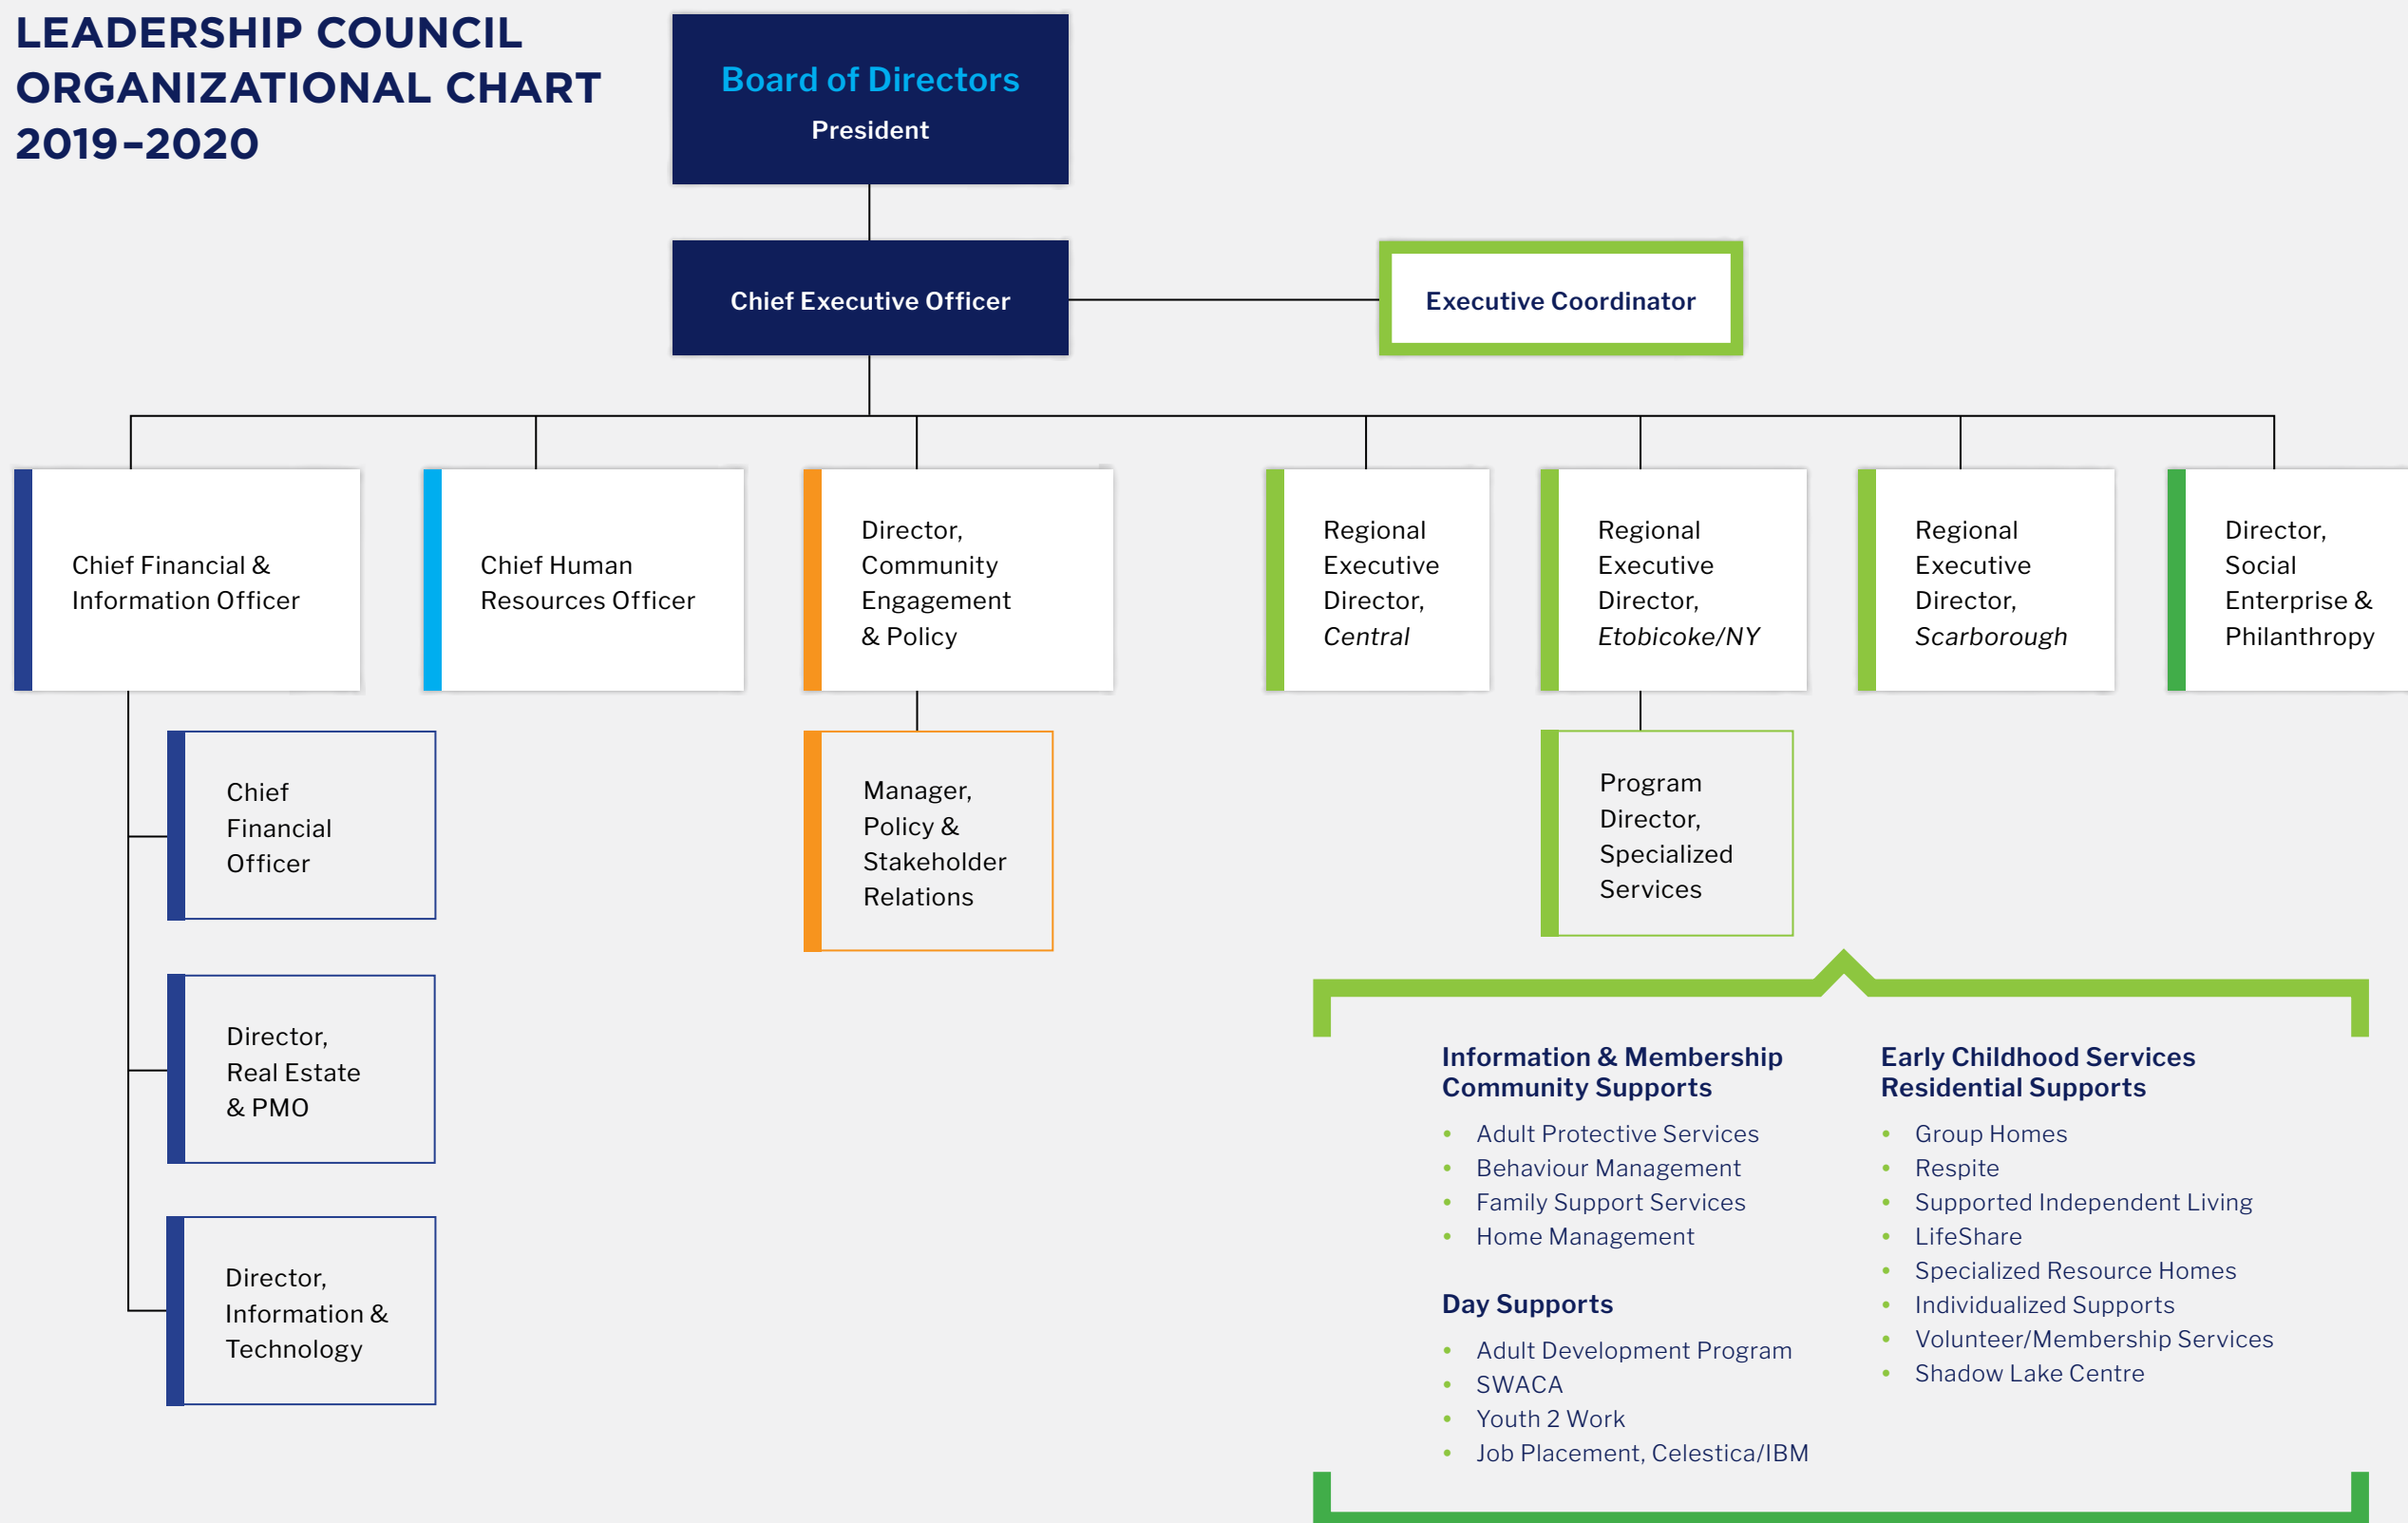 LEADERSHIP COUNCIL
ORGANIZATIONAL CHART
2019–2020
Board of Directors
President
Chief Executive Officer
Executive Coordinator
Chief Financial &
Information Officer
Chief Human
Resources Officer
Director,
Community
Engagement
& Policy
Regional
Executive
Director,
Central
Regional
Executive
Director,
Etobicoke/NY
Regional
Executive
Director,
Scarborough
Director,
Social
Enterprise &
Philanthropy
Chief
Financial
Officer
Manager,
Policy &
Stakeholder
Relations
Program
Director,
Specialized
Services
Director,
Real Estate
& PMO
Director,
Information &
Technology
Information & Membership
Community Supports
• Adult Protective Services
• Behaviour Management
• Family Support Services
• Home Management
Day Supports
• Adult Development Program
• SWACA
• Youth 2 Work
• Job Placement, Celestica/IBM
Early Childhood Services
Residential Supports
• Group Homes
• Respite
• Supported Independent Living
• LifeShare
• Specialized Resource Homes
• Individualized Supports
• Volunteer/Membership Services
• Shadow Lake Centre